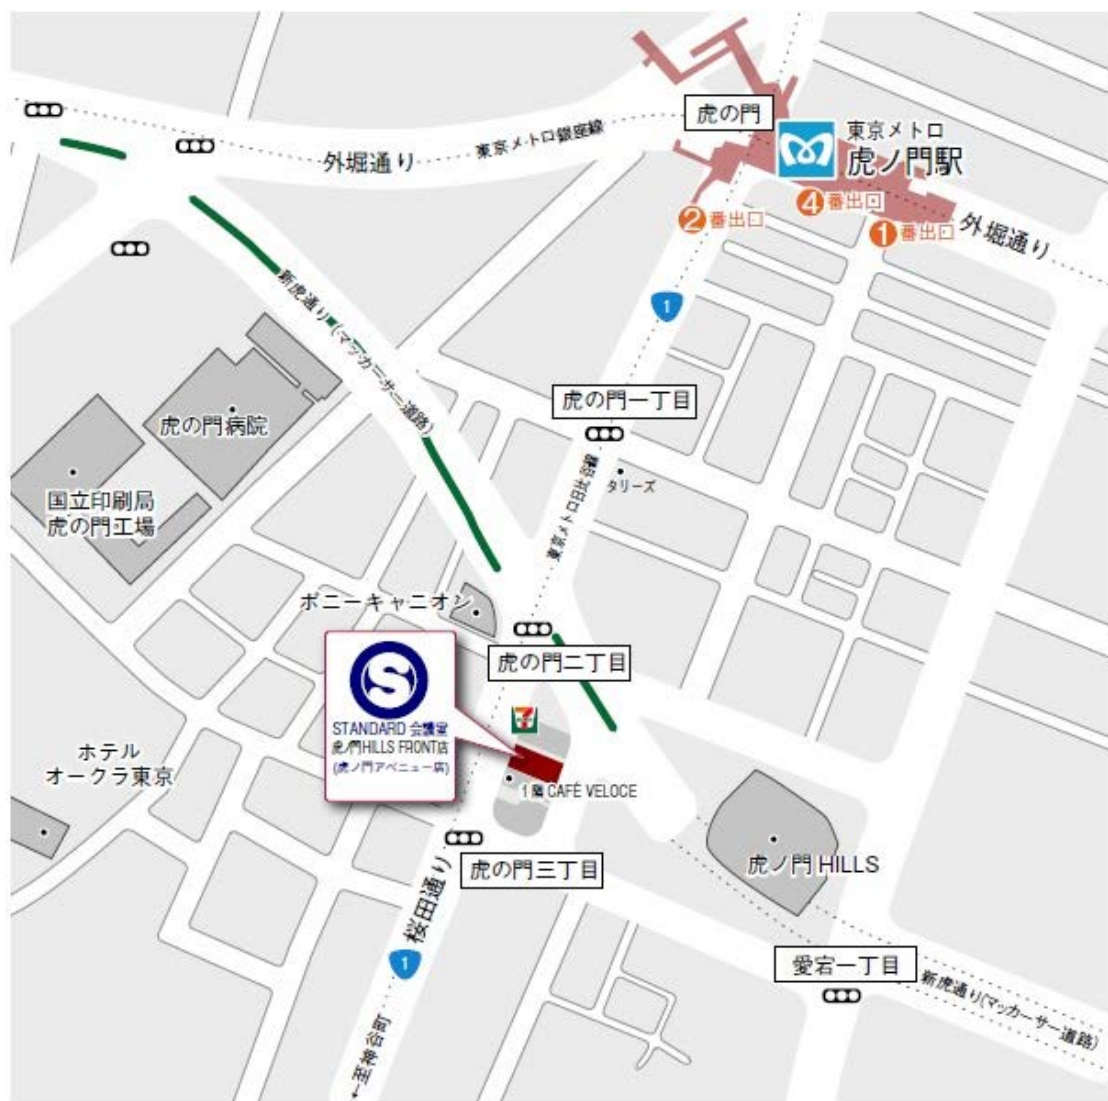 虎の門
東京メトロ
虎ノ門駅
東京メトロ銀座線
外堀通り
4番出口
2番出口
1番出口
外堀通り
新虎通り(マッカーサー道路)
1
虎の門一丁目
虎の門病院
タリーズ
国立印刷局
虎の門工場
東京メトロ日比谷線
ポニーキャニオン
虎の門二丁目
S
STANDARD 会議室
虎ノ門HILLS FRONT店
(虎ノ門アベニュー店)
7
ホテル
オークラ東京
1階 CAFÉ VELOCE
虎の門三丁目
虎ノ門 HILLS
桜田通り
1
愛宕一丁目
新虎通り(マッカーサー道路)
←至神谷町